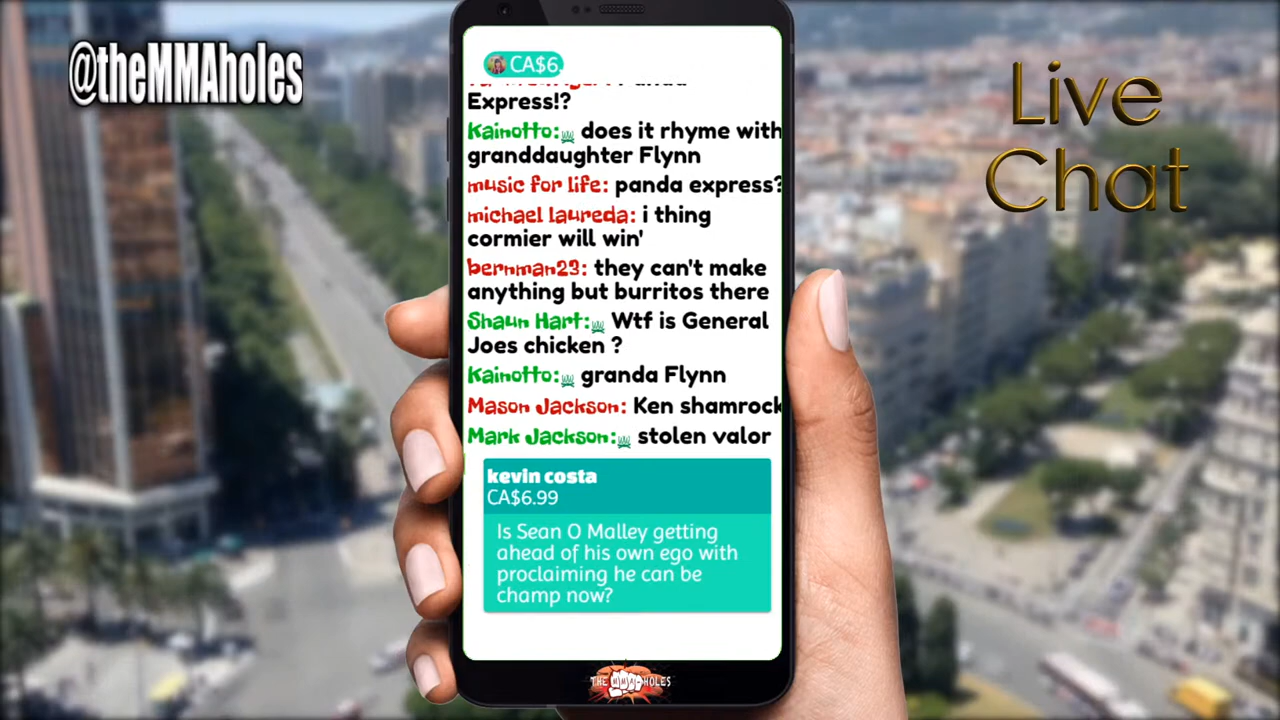 @theMMAholes
Live
Chat
CA$6
Express!?
Kainotto: does it rhyme with
granddaughter Flynn
music for life: panda express?
michael laureda: i thing
cormier will win'
bernman23: they can't make
anything but burritos there
Shaun Hart: Wtf is General
Joes chicken ?
Kainotto: granda Flynn
Mason Jackson: Ken shamrock
Mark Jackson: stolen valor
kevin costa
CA$6.99
Is Sean O Malley getting
ahead of his own ego with
proclaiming he can be
champ now?
THE MMA-HOLES